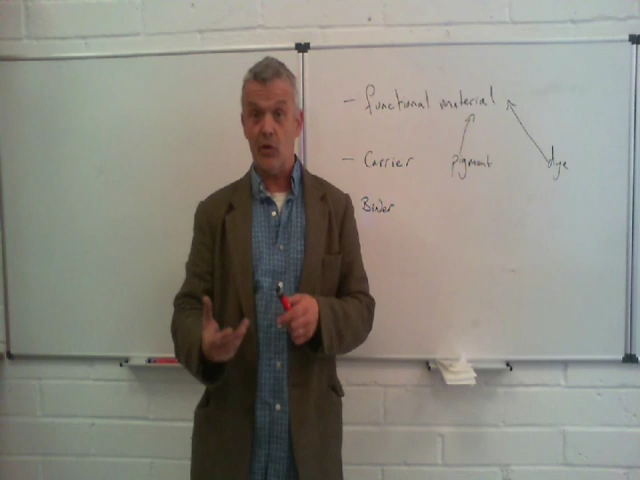 - functional material
- Carrier pigment dye
Binder